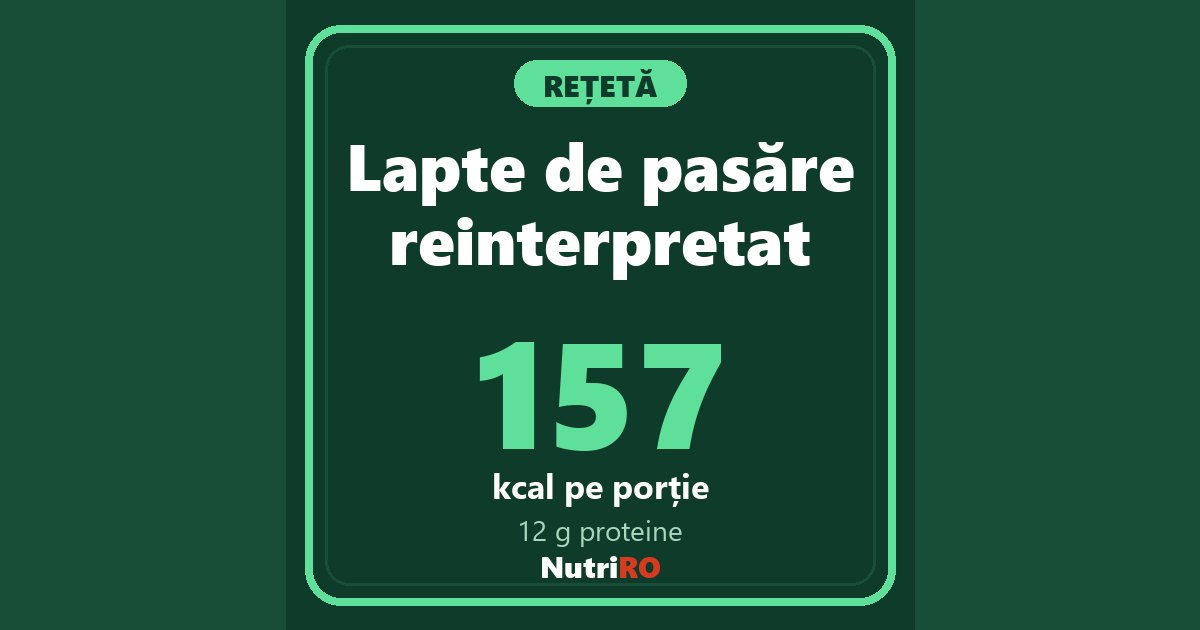 REȚETĂ
Lapte de pasăre
reinterpretat
157
kcal pe porție
12 g proteine
NutriRO